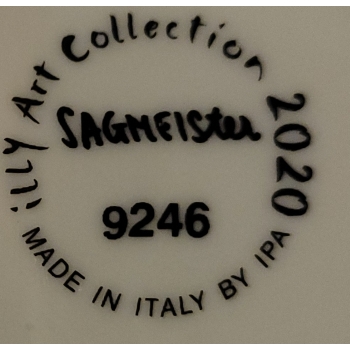 illy Art Collection 2020
SAGMEISTER
9246
MADE IN ITALY BY IPA